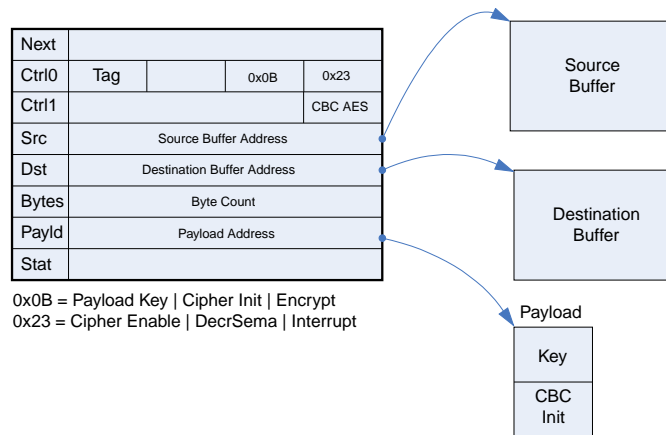 Next
Ctrl0 Tag 0x0B 0x23
Ctrl1 CBC AES
Src Source Buffer Address
Dst Destination Buffer Address
Bytes Byte Count
Payld Payload Address
Stat
0x0B = Payload Key | Cipher Init | Encrypt
0x23 = Cipher Enable | DecrSema | Interrupt
Source
Buffer
Destination
Buffer
Payload
Key
CBC
Init